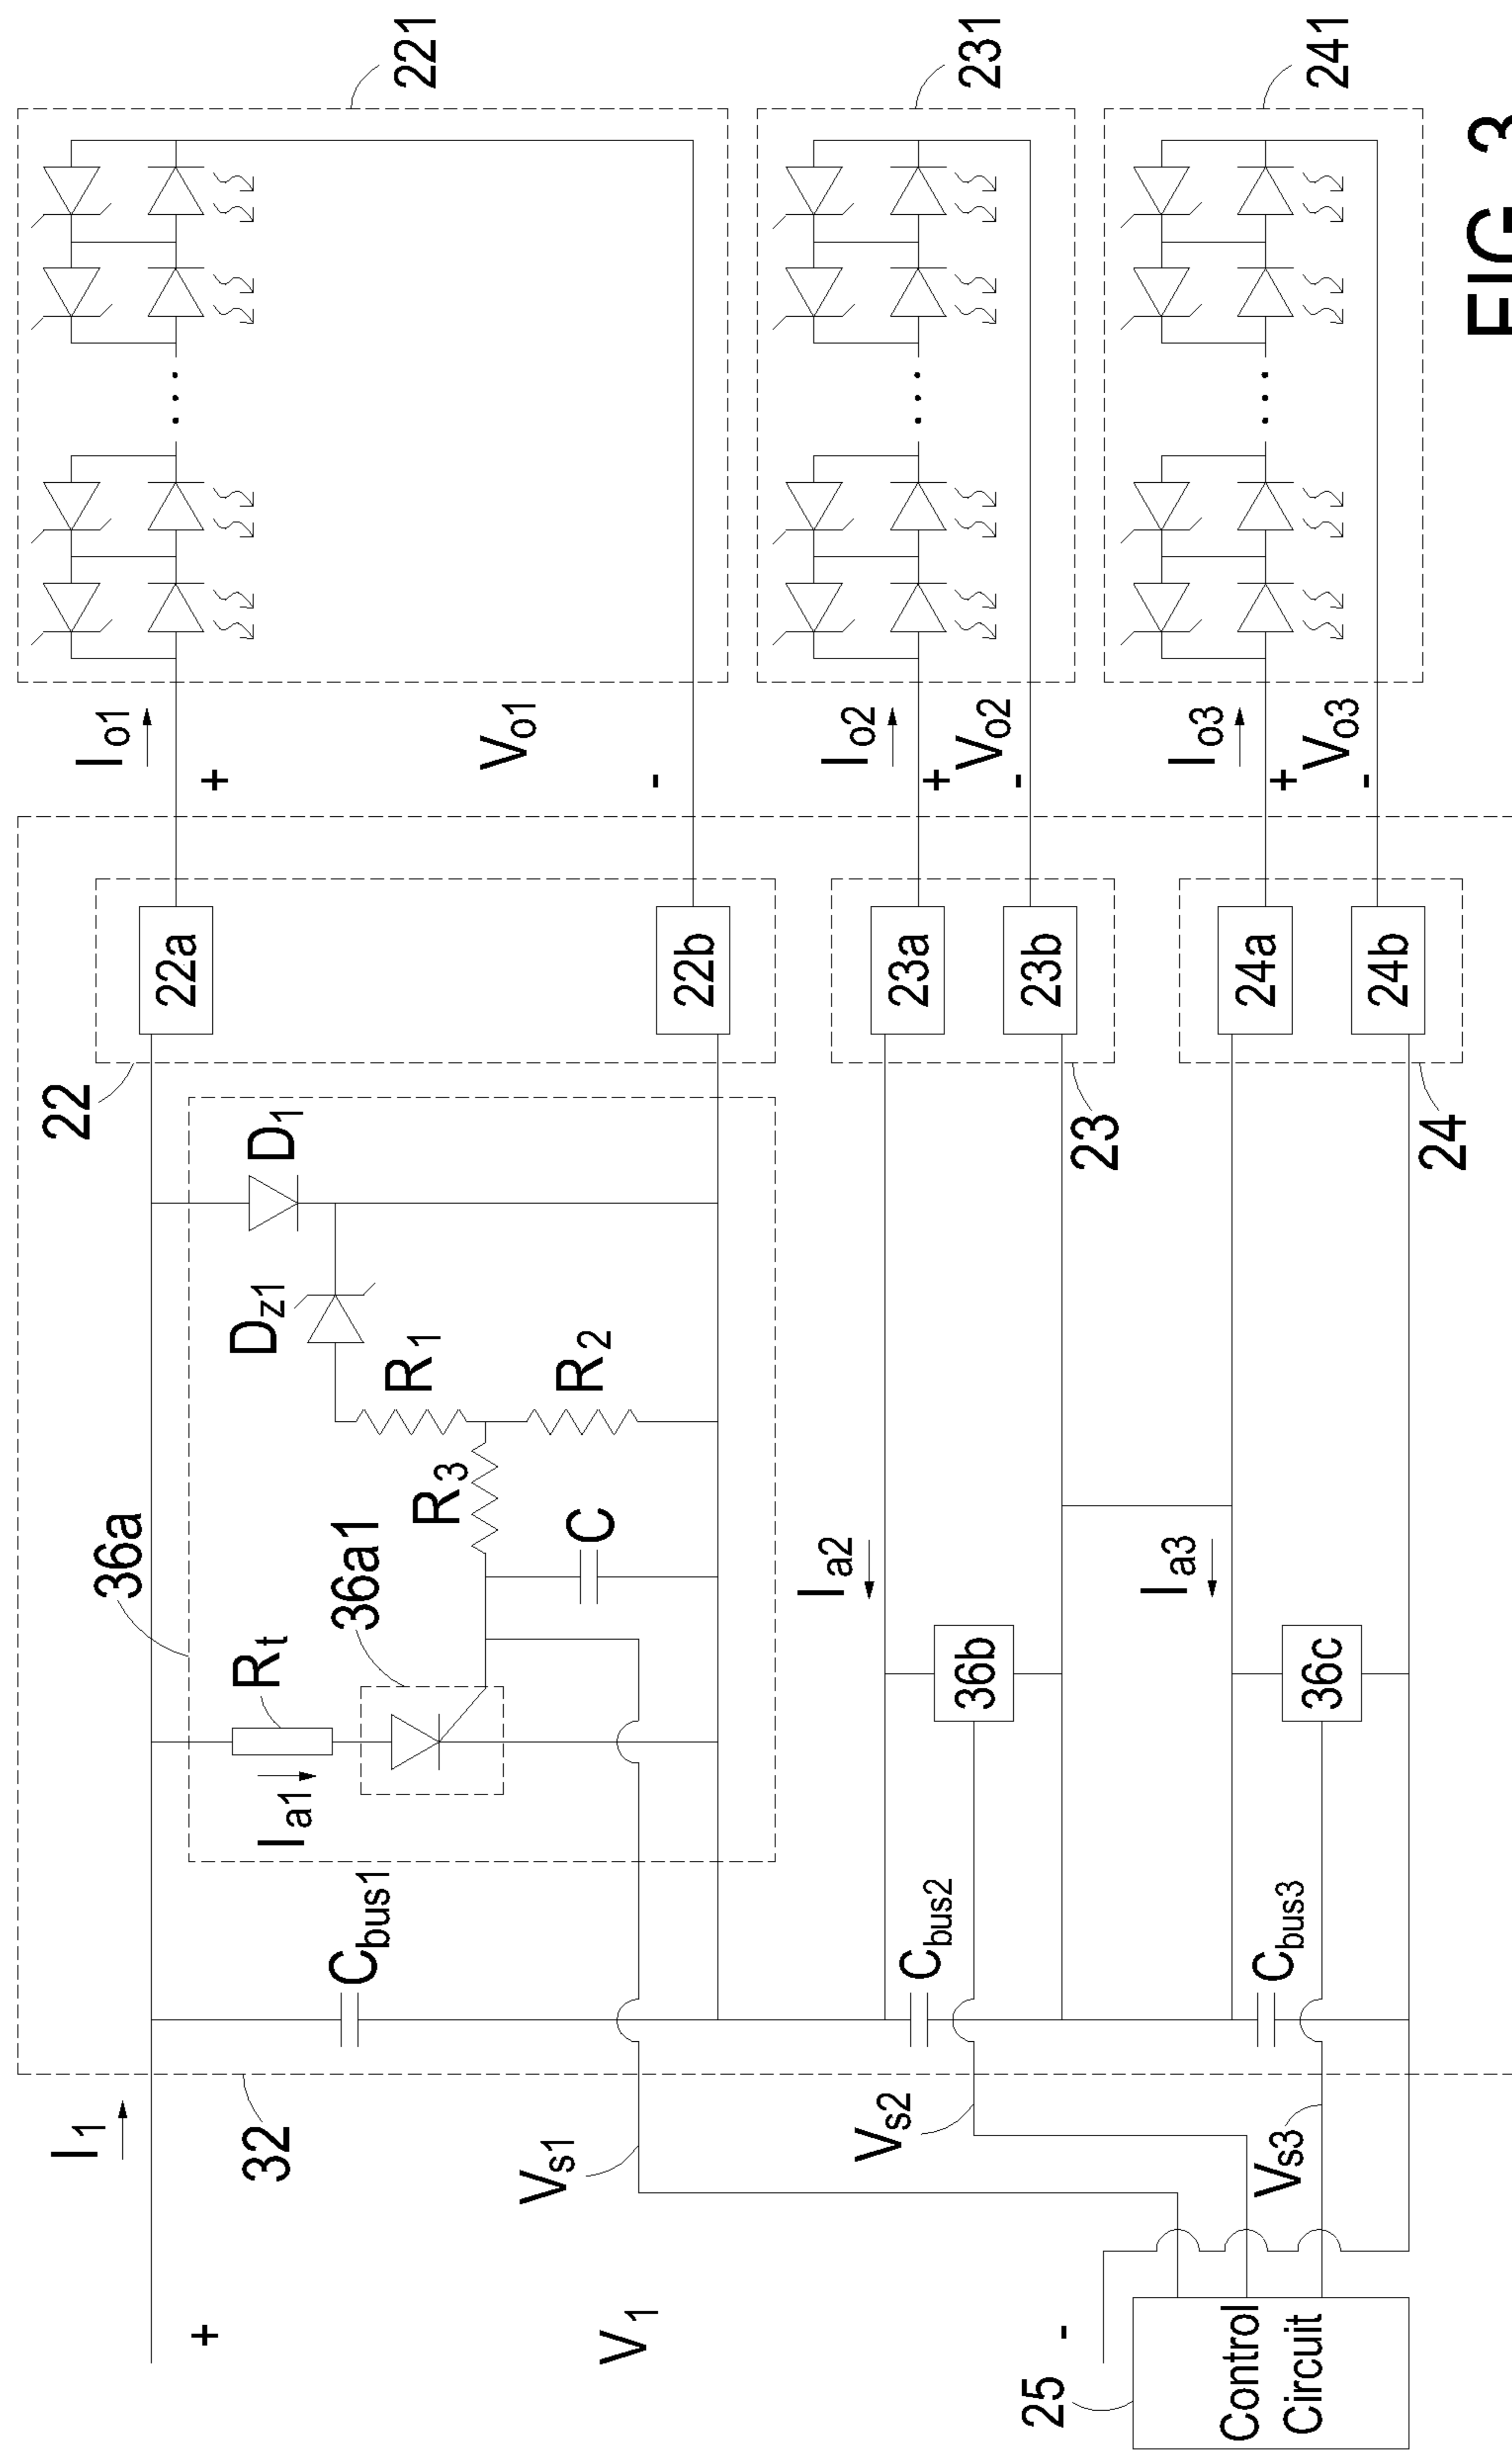 I1
+
V1
-
25
Control
Circuit
32
Vs1
Vs2
Vs3
Cbus1
Cbus2
Cbus3
36a
Ia1
Rt
36a1
R3
C
R1
R2
Dz1
D1
Ia2
36b
Ia3
36c
22
22a
22b
23
23a
23b
24
24a
24b
Io1
+
Vo1
-
Io2
+
Vo2
-
Io3
+
Vo3
-
...
...
...
221
231
241